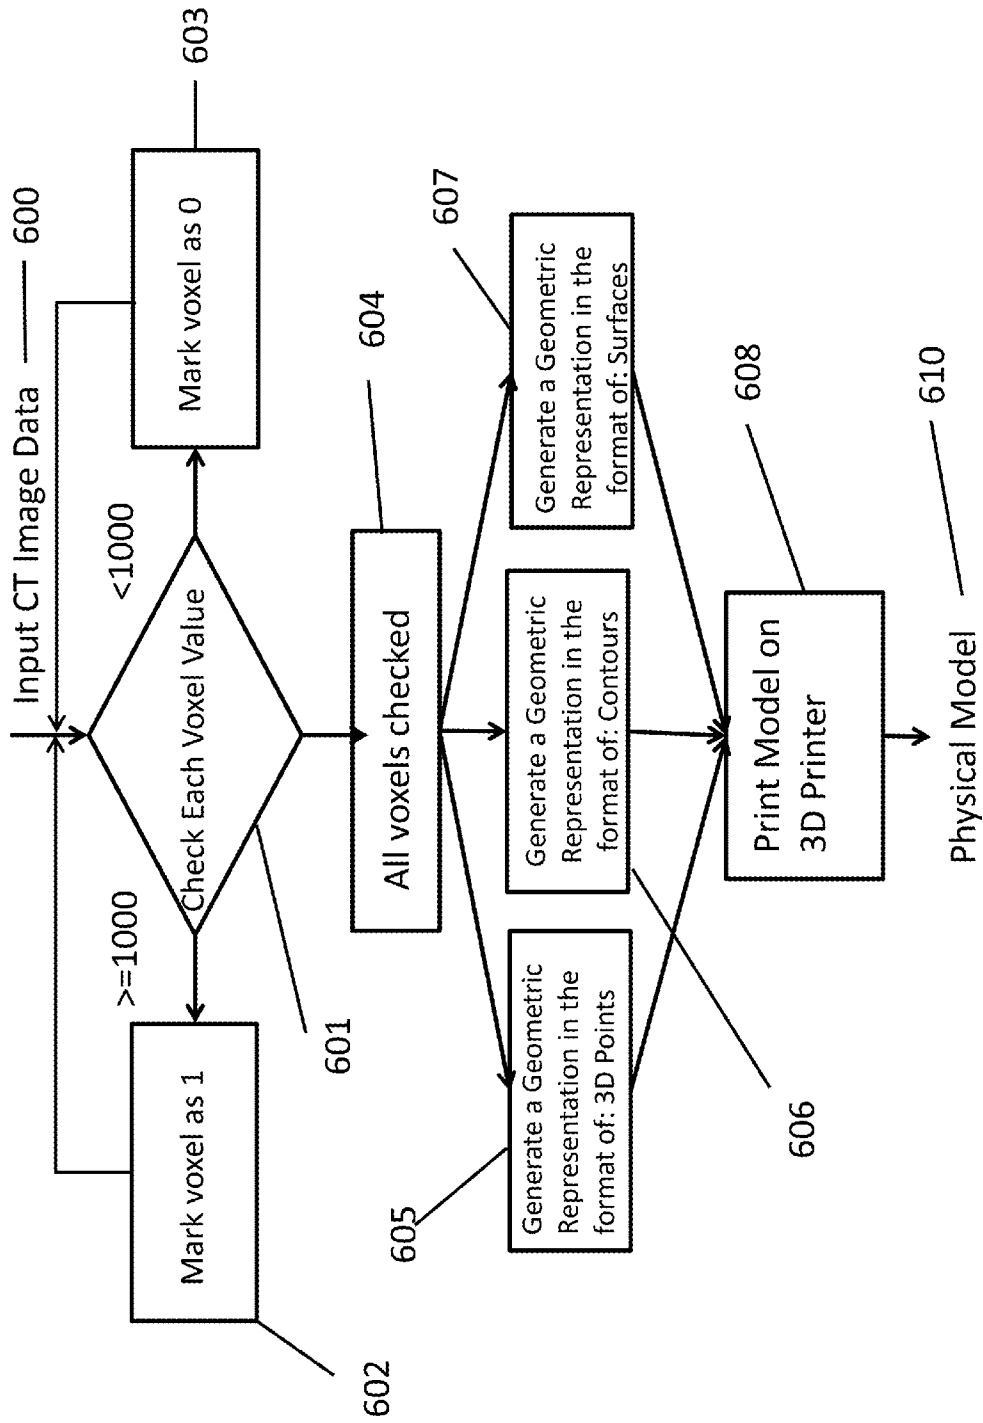 Input CT Image Data
600
>=1000
<1000
Mark voxel as 1
Check Each Voxel Value
Mark voxel as 0
603
602
601
All voxels checked
604
605
607
Generate a Geometric
Representation in the
format of: 3D Points
Generate a Geometric
Representation in the
format of: Contours
Generate a Geometric
Representation in the
format of: Surfaces
606
608
Print Model on
3D Printer
Physical Model
610